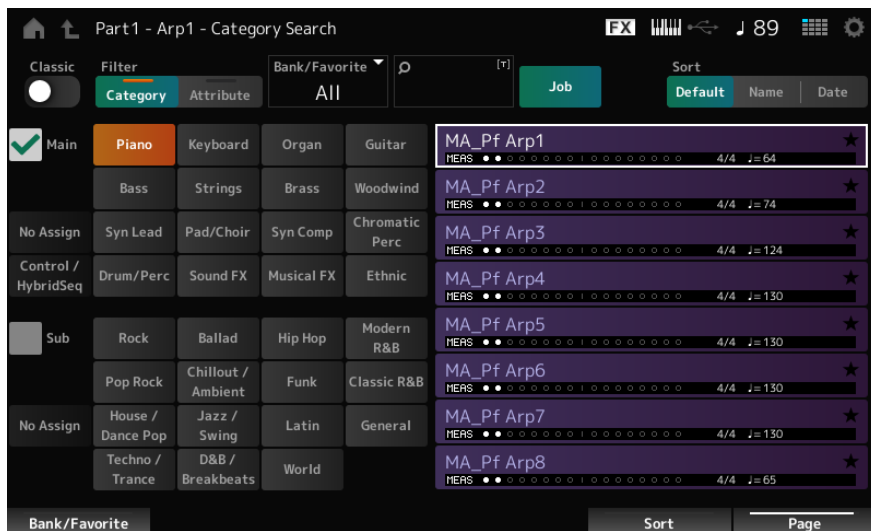 Part1 - Arp1 - Category Search
FX
♩ 89
Classic
Filter
Category
Attribute
Bank/Favorite
All
[T]
Job
Sort
Default
Name
Date
Main
Piano
Keyboard
Organ
Guitar
Bass
Strings
Brass
Woodwind
No Assign
Syn Lead
Pad/Choir
Syn Comp
Chromatic
Perc
Control /
HybridSeq
Drum/Perc
Sound FX
Musical FX
Ethnic
Sub
Rock
Ballad
Hip Hop
Modern
R&B
Pop Rock
Chillout /
Ambient
Funk
Classic R&B
No Assign
House /
Dance Pop
Jazz /
Swing
Latin
General
Techno /
Trance
D&B /
Breakbeats
World
MA_Pf Arp1
MEAS 4/4 ♩=64
MA_Pf Arp2
MEAS 4/4 ♩=74
MA_Pf Arp3
MEAS 4/4 ♩=124
MA_Pf Arp4
MEAS 4/4 ♩=130
MA_Pf Arp5
MEAS 4/4 ♩=130
MA_Pf Arp6
MEAS 4/4 ♩=130
MA_Pf Arp7
MEAS 4/4 ♩=130
MA_Pf Arp8
MEAS 4/4 ♩=65
Bank/Favorite
Sort
Page